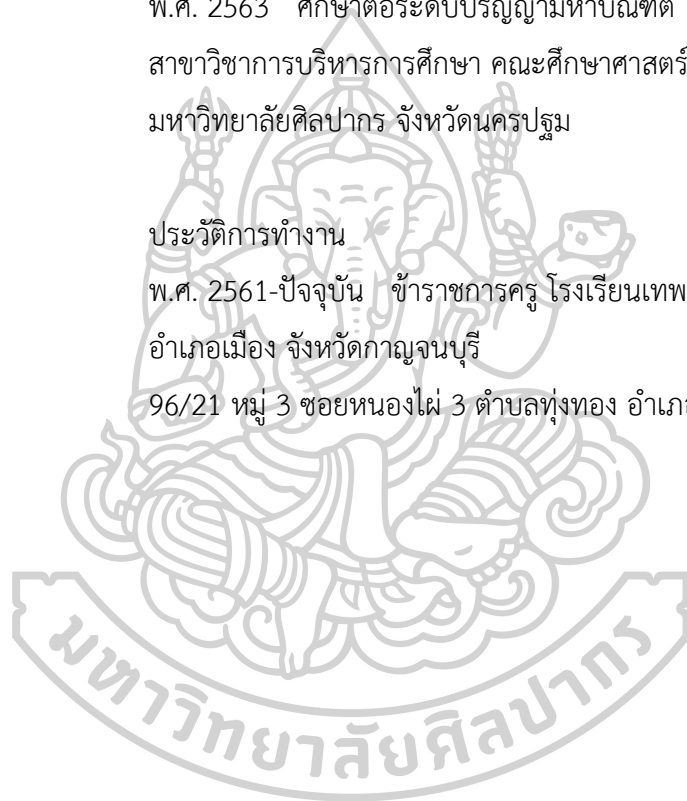 พ.ศ. 2563 ศึกษาต่อระดับปริญญามหาบัณฑิต
สาขาวิชาการบริหารการศึกษา คณะศึกษาศาสตร์
มหาวิทยาลัยศิลปากร จังหวัดนครปฐม
ประวัติการทำงาน
พ.ศ. 2561-ปัจจุบัน ข้าราชการครู โรงเรียนเทพ
อำเภอเมือง จังหวัดกาญจนบุรี
96/21 หมู่ 3 ซอยหนองไผ่ 3 ตำบลทุ่งทอง
มหาวิทยาลัยศิลปากร